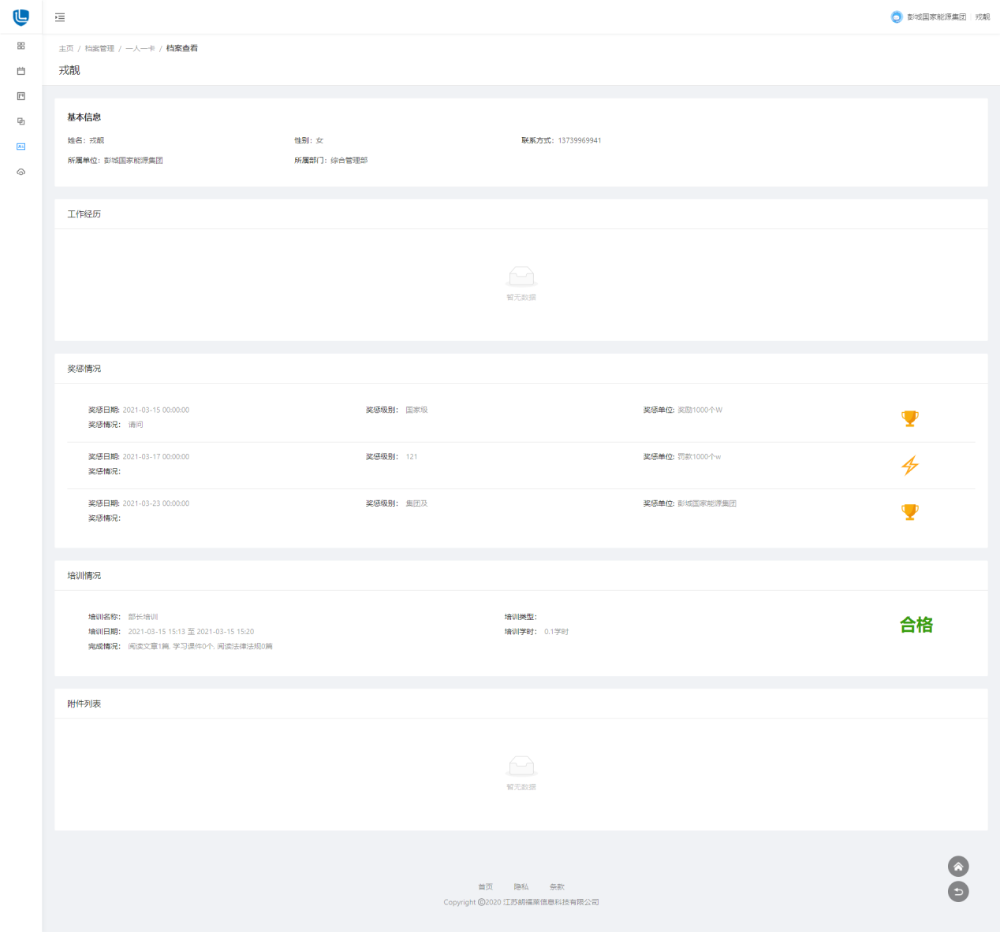 彭城国家能源集团 戎靓
主页 / 档案管理 / 一人一卡 / 档案查看
戎靓
基本信息
姓名：戎靓 性别：女 联系方式：13739969941
所属单位：彭城国家能源集团 所属部门：综合管理部
工作经历
暂无数据
奖惩情况
奖惩日期: 2021-03-15 00:00:00 奖惩级别： 国家级 奖惩单位: 奖励1000个W
奖惩情况： 请问
奖惩日期: 2021-03-17 00:00:00 奖惩级别： 121 奖惩单位: 罚款1000个w
奖惩情况：
奖惩日期: 2021-03-23 00:00:00 奖惩级别： 集团及 奖惩单位: 彭城国家能源集团
奖惩情况：
培训情况
培训名称： 部长培训 培训类型：
培训日期： 2021-03-15 15:13 至 2021-03-15 15:20 培训学时： 0.1学时
完成情况： 阅读文章1篇, 学习课件0个, 阅读法律法规0篇
合格
附件列表
暂无数据
首页 隐私 条款
Copyright ©2020 江苏朗福莱信息科技有限公司